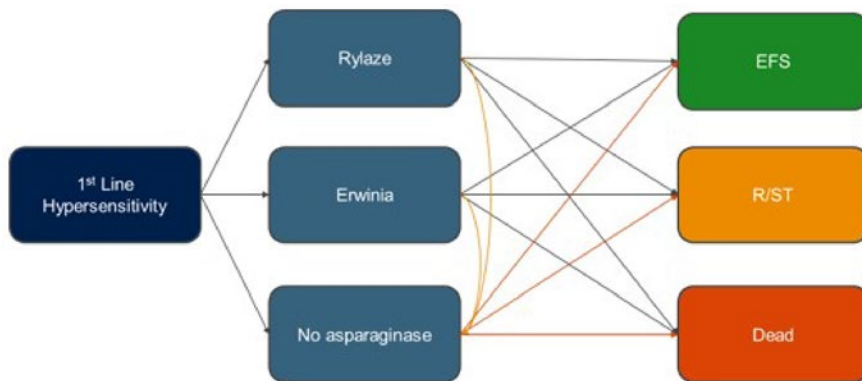 Rylaze
EFS
1st Line
Hypersensitivity
Erwinia
R/ST
No asparaginase
Dead